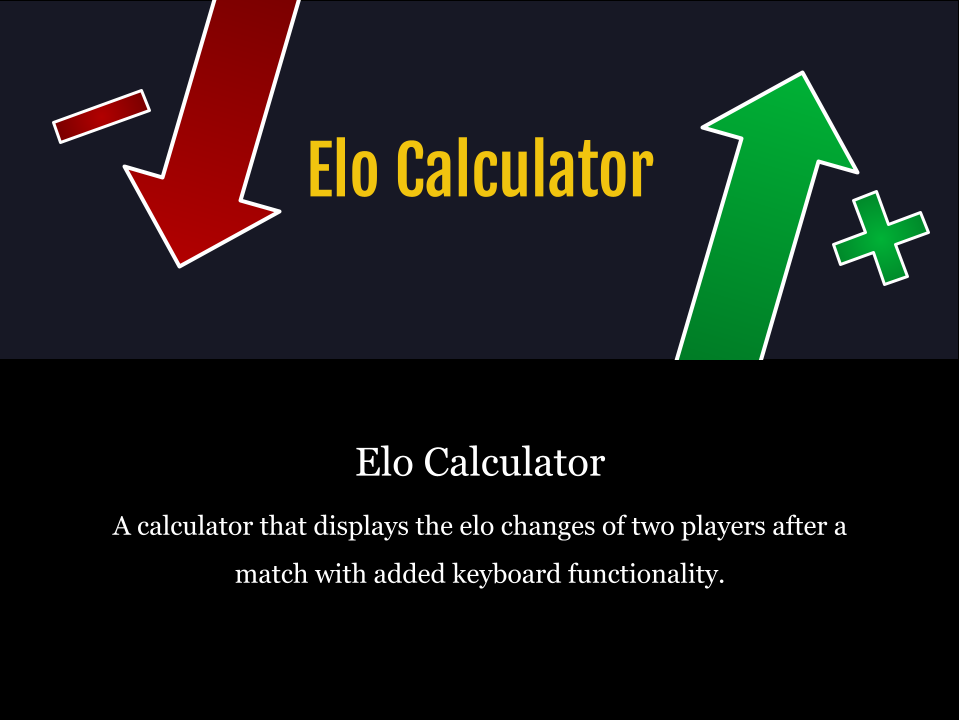 Elo Calculator
Elo Calculator
A calculator that displays the elo changes of two players after a
match with added keyboard functionality.